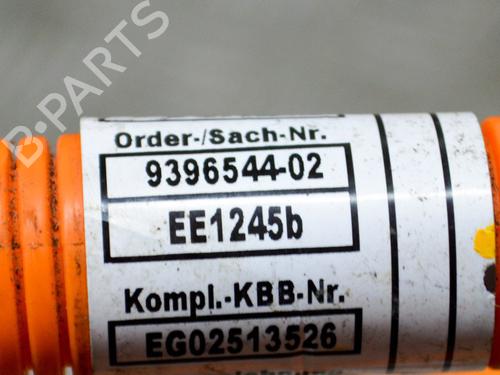 B-PARTS
Order-/Sach-Nr.
9396544-02
EE1245b
Kompl.-KBB-Nr.
EG02513526